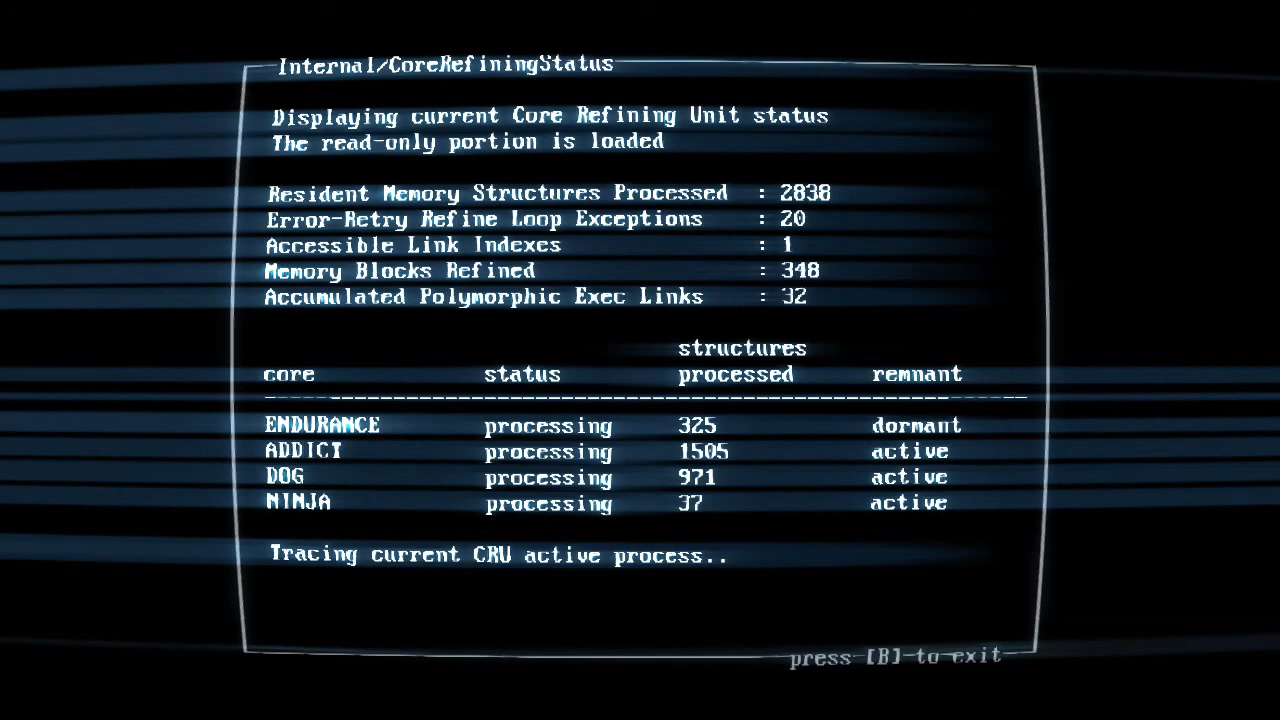 Internal/CoreRefiningStatus
Displaying current Core Refining Unit status
The read-only portion is loaded
Resident Memory Structures Processed : 2838
Error-Retry Refine Loop Exceptions : 20
Accessible Link Indexes : 1
Memory Blocks Refined : 348
Accumulated Polymorphic Exec Links : 32
structures
core status processed remnant
ENDURANCE processing 325 dormant
ADDICT processing 1505 active
DOG processing 971 active
NINJA processing 37 active
Tracing current CRU active process..
press [B] to exit